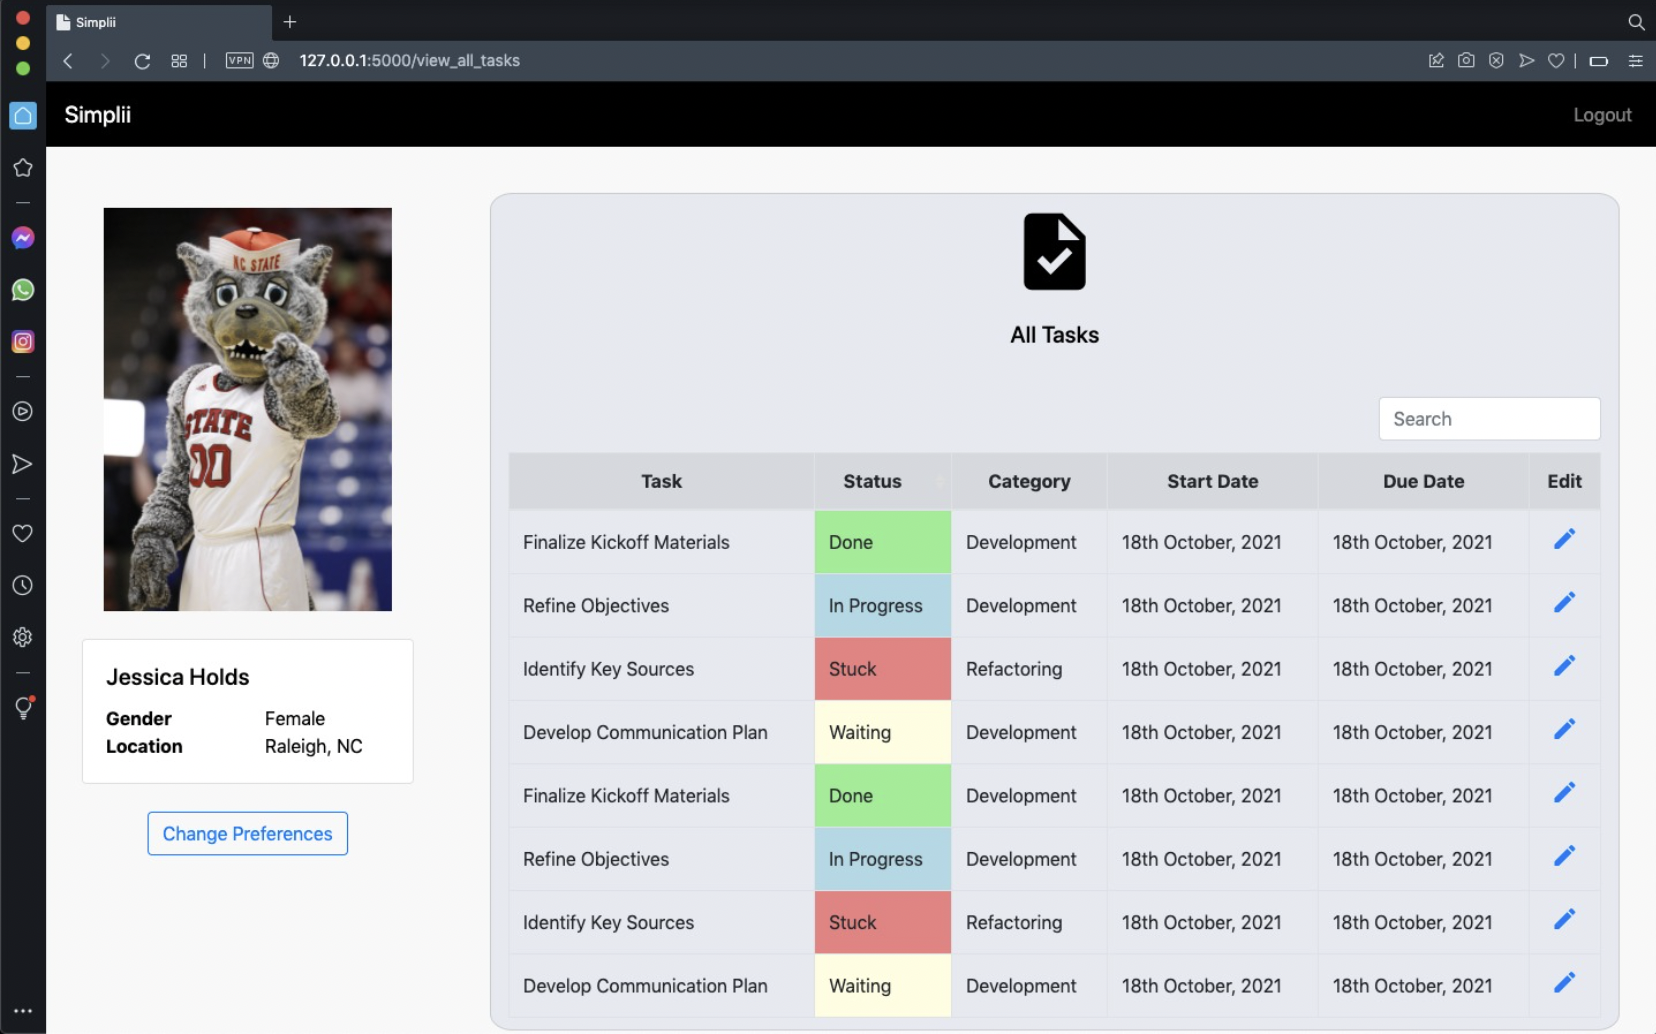 Simplii
VPN 127.0.0.1:5000/view_all_tasks
Simplii Logout
NC STATE
STATE
00
Jessica Holds
Gender Female
Location Raleigh, NC
Change Preferences
All Tasks
Search
Task Status Category Start Date Due Date Edit
Finalize Kickoff Materials Done Development 18th October, 2021 18th October, 2021
Refine Objectives In Progress Development 18th October, 2021 18th October, 2021
Identify Key Sources Stuck Refactoring 18th October, 2021 18th October, 2021
Develop Communication Plan Waiting Development 18th October, 2021 18th October, 2021
Finalize Kickoff Materials Done Development 18th October, 2021 18th October, 2021
Refine Objectives In Progress Development 18th October, 2021 18th October, 2021
Identify Key Sources Stuck Refactoring 18th October, 2021 18th October, 2021
Develop Communication Plan Waiting Development 18th October, 2021 18th October, 2021